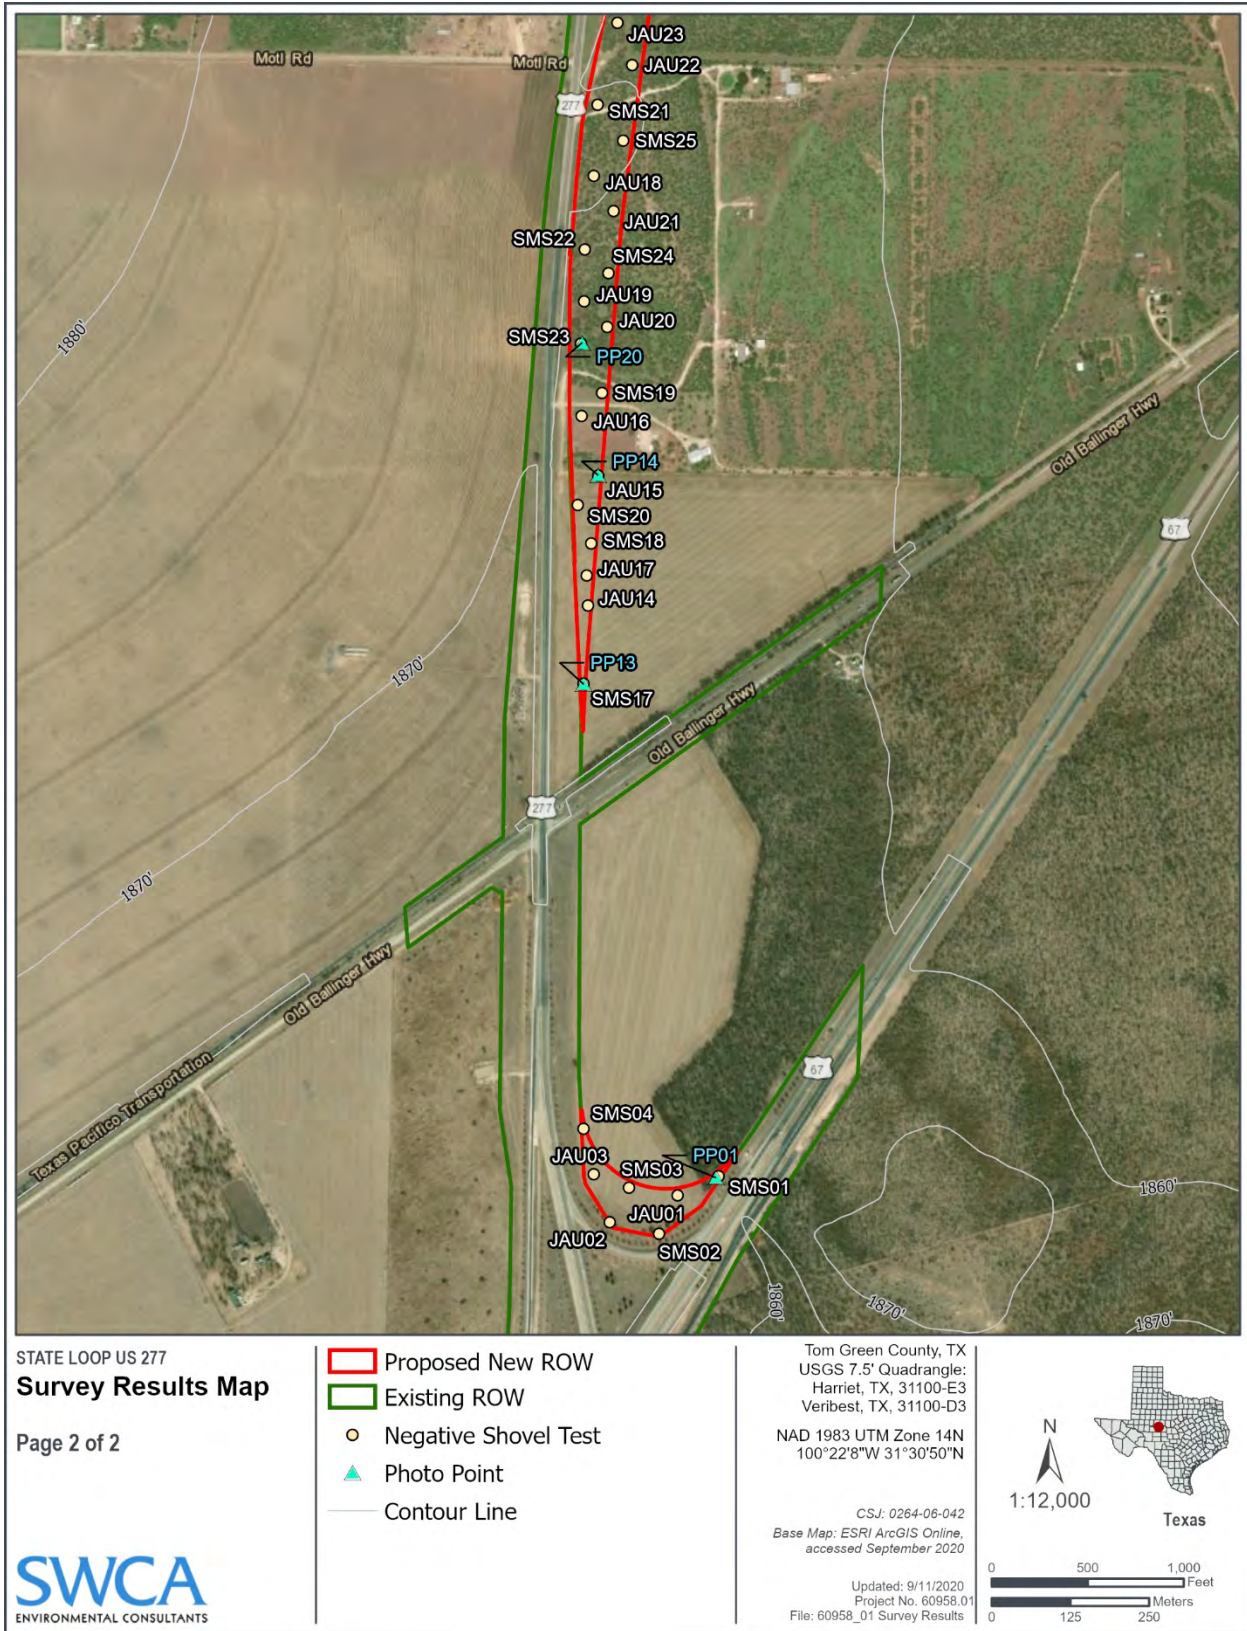 JAU23
Motl Rd
Motl Rd
JAU22
277
SMS21
SMS25
JAU18
JAU21
SMS22
SMS24
JAU19
1880'
JAU20
SMS23
PP20
SMS19
Old Ballinger Hwy
JAU16
PP14
JAU15
SMS20
67
SMS18
JAU17
JAU14
1870'
PP13
SMS17
Old Ballinger Hwy
277
1870'
Old Ballinger Hwy
67
Texas Pacifico Transportation
SMS04
JAU03
SMS03
PP01
SMS01
1860'
JAU01
JAU02
SMS02
1860'
1870'
1870'
STATE LOOP US 277
Survey Results Map
Page 2 of 2
SWCA
ENVIRONMENTAL CONSULTANTS
Proposed New ROW
Existing ROW
Negative Shovel Test
Photo Point
Contour Line
Tom Green County, TX
USGS 7.5' Quadrangle:
Harriet, TX, 31100-E3
Veribest, TX, 31100-D3
NAD 1983 UTM Zone 14N
100°22'8"W 31°30'50"N
CSJ: 0264-06-042
Base Map: ESRI ArcGIS Online,
accessed September 2020
Updated: 9/11/2020
Project No. 60958.01
File: 60958_01 Survey Results
N
1:12,000
Texas
0 500 1,000
Feet
Meters
0 125 250